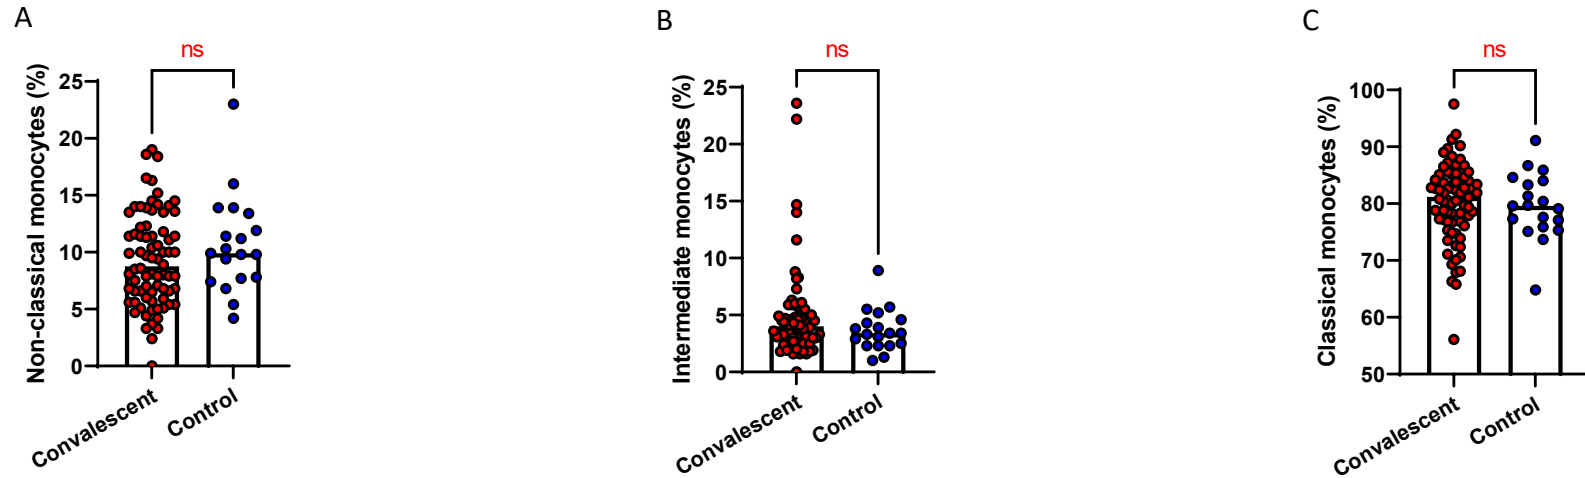 A
ns
Non-classical monocytes (%)
25
20
15
10
5
0
Convalescent
Control
B
ns
Intermediate monocytes (%)
25
20
15
10
5
0
Convalescent
Control
C
ns
Classical monocytes (%)
100
90
80
70
60
50
Convalescent
Control